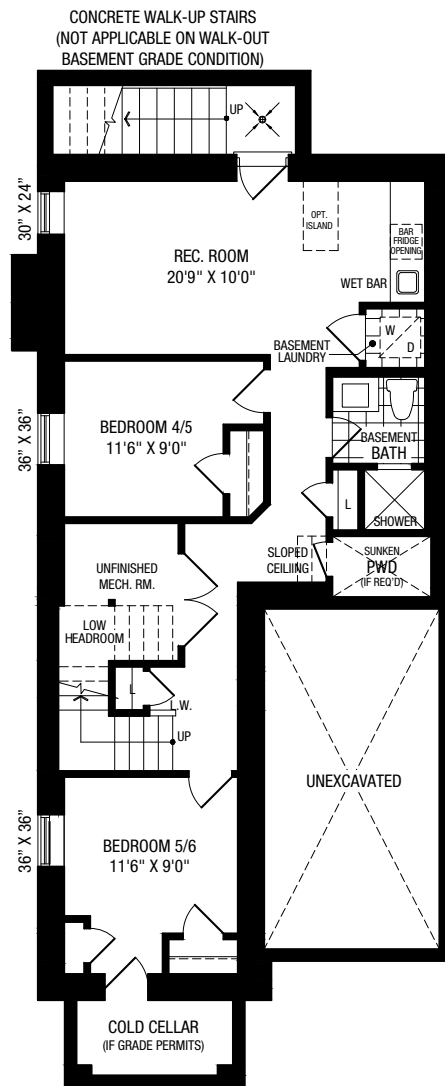 CONCRETE WALK-UP STAIRS
(NOT APPLICABLE ON WALK-OUT
BASEMENT GRADE CONDITION)
UP
30” X 24”
OPT.
ISLAND
BAR
FRIDGE
OPENING
REC. ROOM
20'9" X 10'0"
WET BAR
W
D
BASEMENT
LAUNDRY
36” X 36”
BEDROOM 4/5
11'6" X 9'0"
BASEMENT
BATH
L
SHOWER
SLOPED
CEILIING
SUNKEN
PWD
(IF REQ'D)
UNFINISHED
MECH. RM.
LOW
HEADROOM
L
L.W.
UP
UNEXCAVATED
36” X 36”
BEDROOM 5/6
11'6" X 9'0"
COLD CELLAR
(IF GRADE PERMITS)